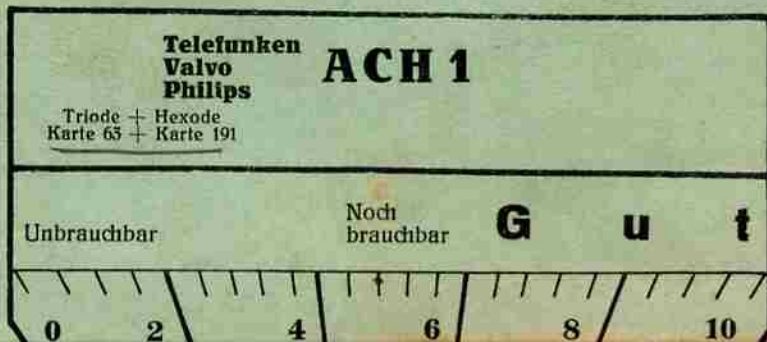 Telefunken
Valvo
Philips
ACH 1
Triode + Hexode
Karte 63 + Karte 191
Unbrauchbar
Noch
brauchbar
Gut
0 2 4 6 8 10